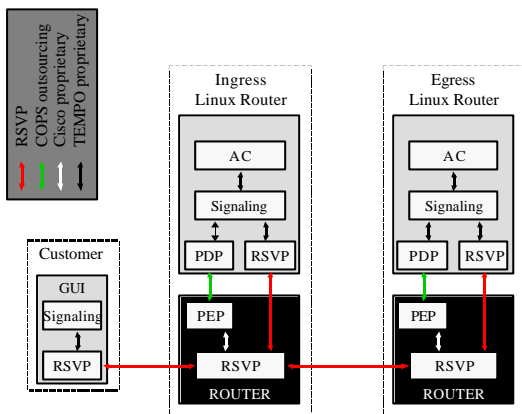 RSVP
COPS outsourcing
Cisco proprietary
TEMPO proprietary
Ingress
Linux Router
Egress
Linux Router
AC
AC
Signaling
Signaling
PDP
RSVP
PDP
RSVP
Customer
GUI
Signaling
RSVP
PEP
RSVP
ROUTER
PEP
RSVP
ROUTER